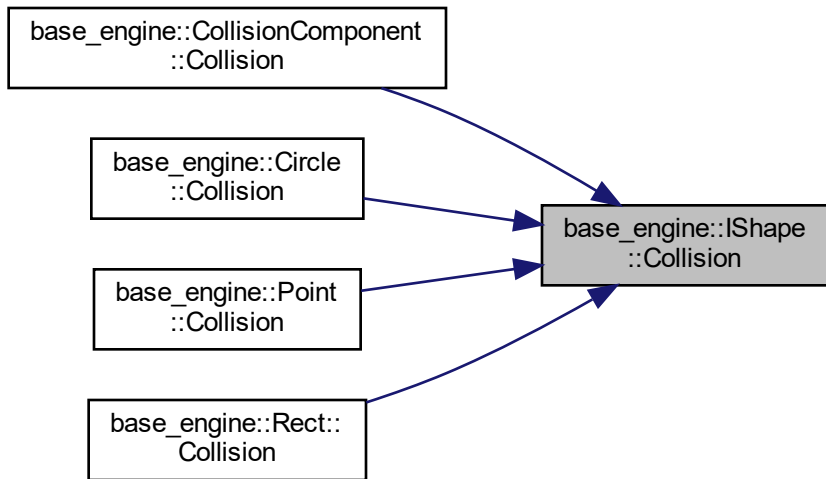 base_engine::CollisionComponent
::Collision
base_engine::Circle
::Collision
base_engine::IShape
::Collision
base_engine::Point
::Collision
base_engine::Rect::
Collision